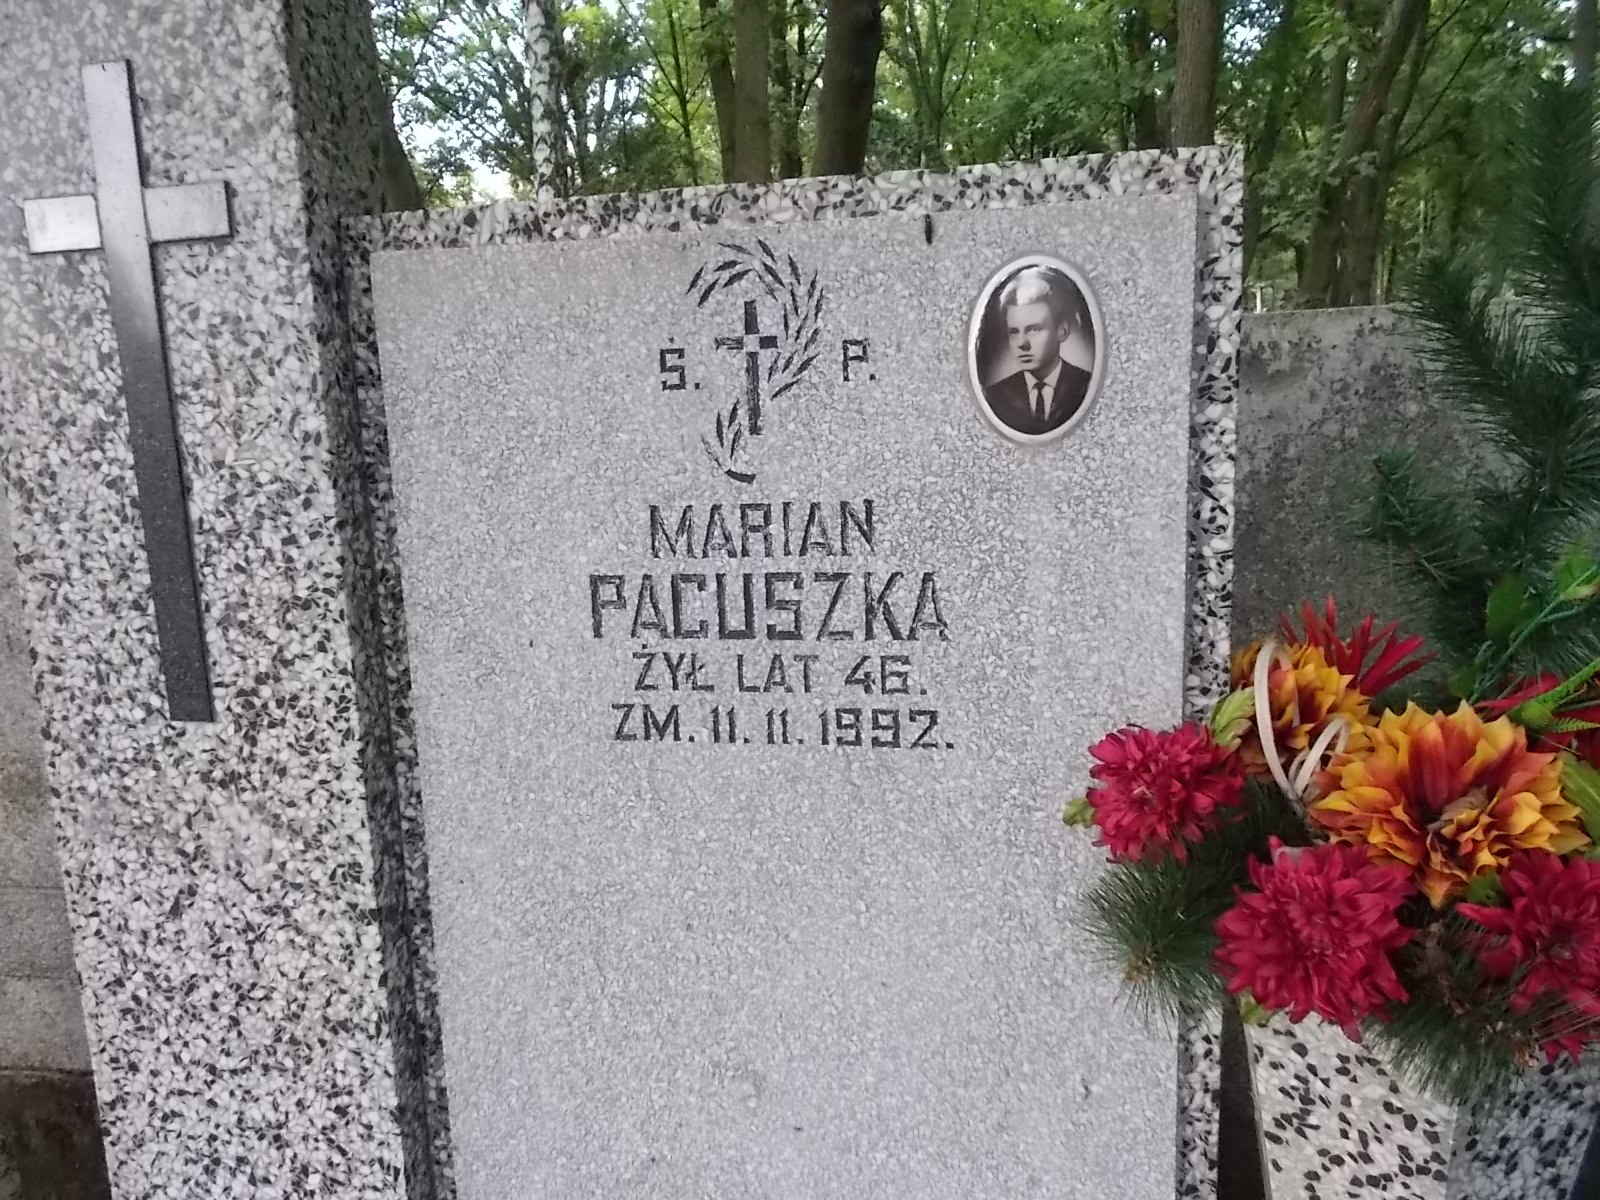 Ś. P.
MARIAN
PACUSZKA
ŻYŁ LAT 46.
ZM. 11. 11. 1992.